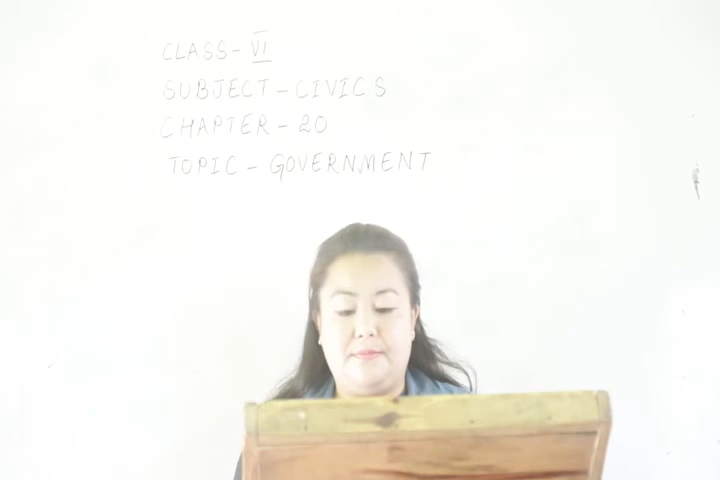 CLASS - VI
SUBJECT - CIVICS
CHAPTER - 20
TOPIC - GOVERNMENT